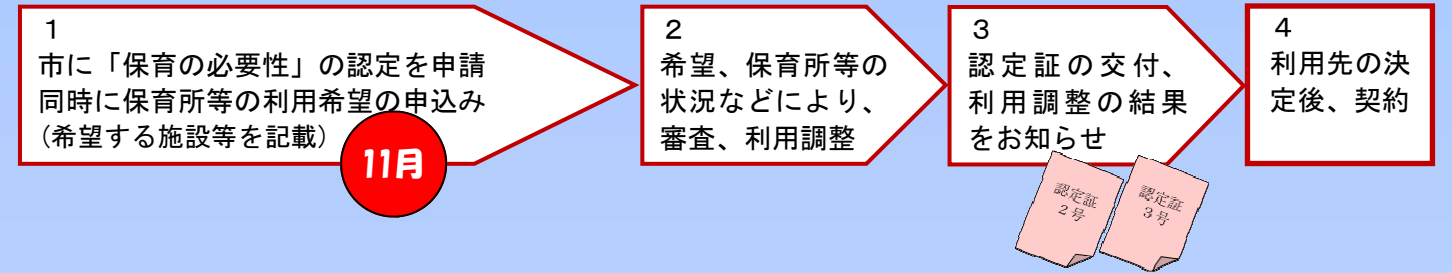 1
市に「保育の必要性」の認定を申請
同時に保育所等の利用希望の申込み
(希望する施設等を記載)
11月
2
希望、保育所等の
状況などにより、
審査、利用調整
3
認定証の交付、
利用調整の結果
をお知らせ
認定証
2号
認定証
3号
4
利用先の決
定後、契約